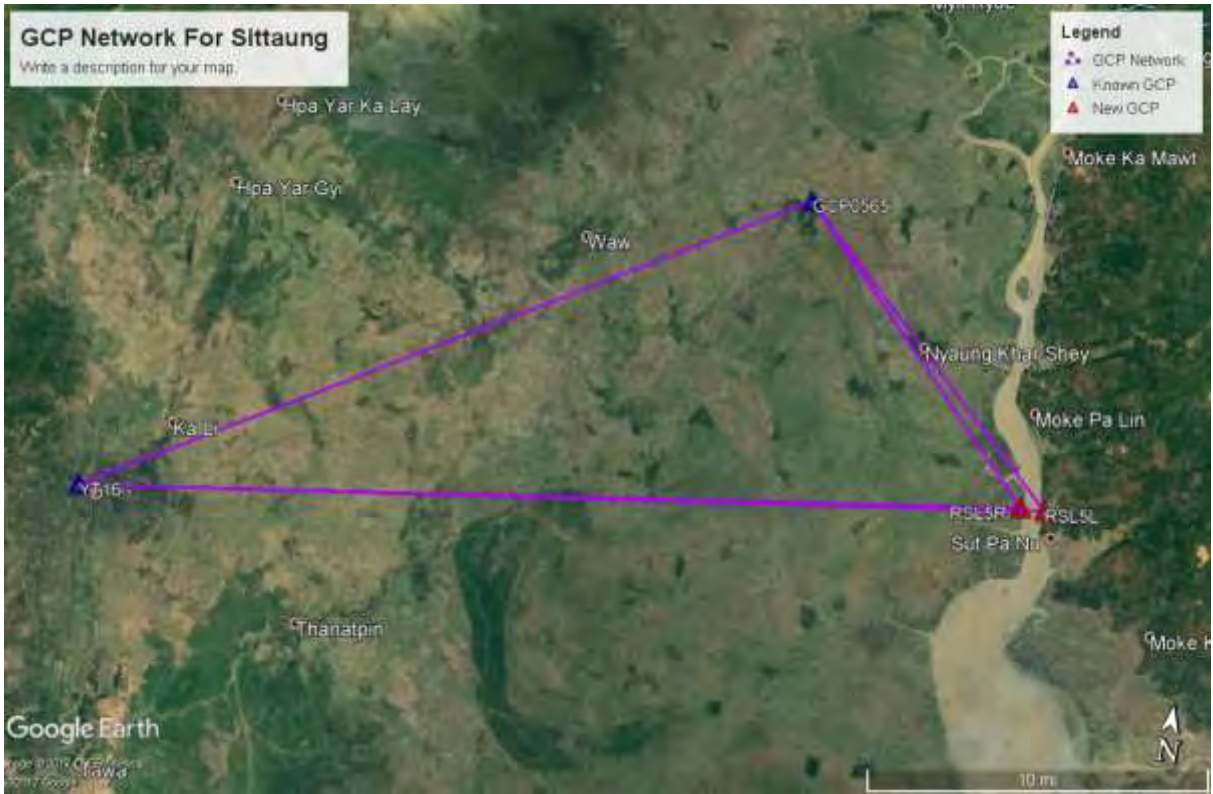 GCP Network For Sittaung
Write a description for your map.
Legend
GCP Network
Known GCP
New GCP
Hpa Yar Ka Lay
Moke Ka Mawt
Hpa Yar Gyi
GCP0565
Waw
Nyaung Khar Shey
Moke Pa Lin
Ka Li
RSL5R
RSL5L
Sut Pa Nu
Thanatpin
Moke K
Google Earth
Tawa
N
10 mi